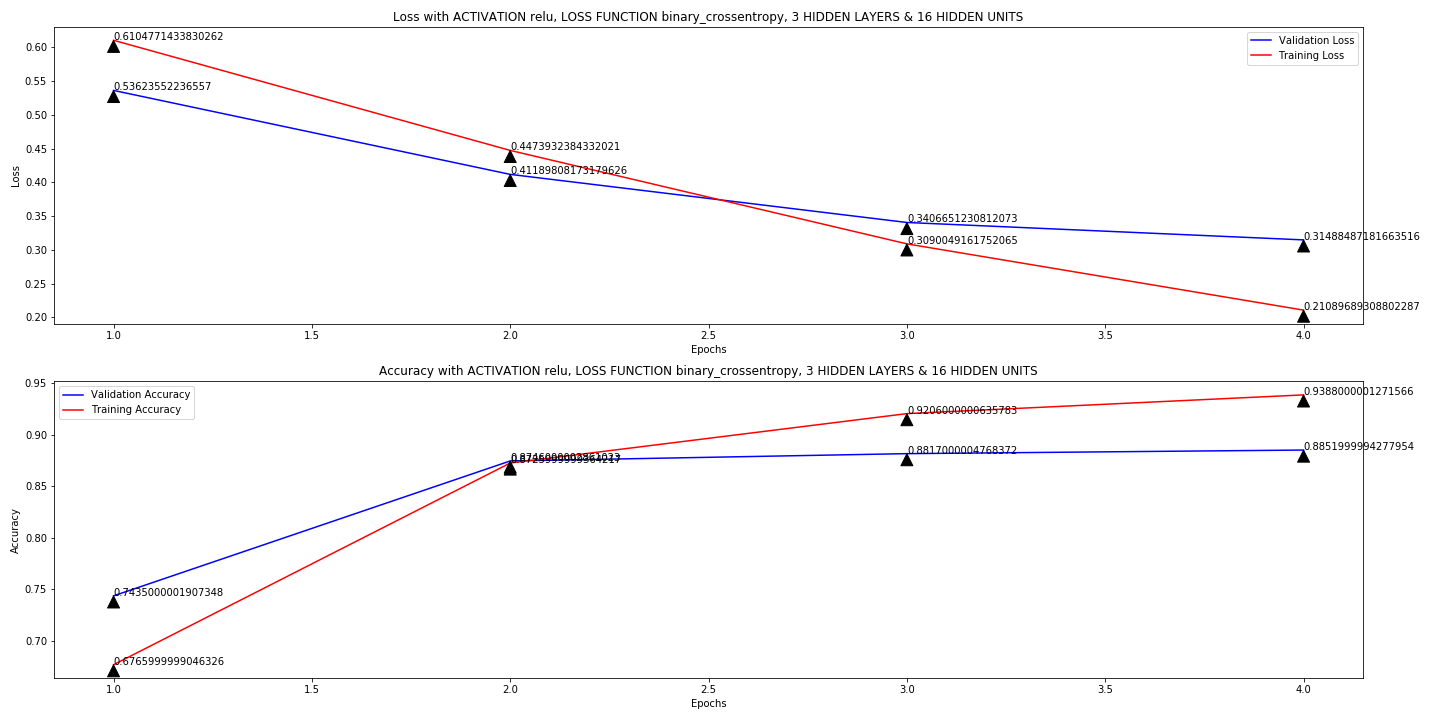 Loss with ACTIVATION relu, LOSS FUNCTION binary_crossentropy, 3 HIDDEN LAYERS & 16 HIDDEN UNITS
0.6104771433830262
0.60
Validation Loss
Training Loss
0.55
0.53623552236557
0.50
0.45
0.4473932384332021
0.41189808173179626
0.40
Loss
0.35
0.3406651230812073
0.3090049161752065
0.31488487181663516
0.30
0.25
0.21089689308802287
0.20
1.0 1.5 2.0 2.5 3.0 3.5 4.0
Epochs
Accuracy with ACTIVATION relu, LOSS FUNCTION binary_crossentropy, 3 HIDDEN LAYERS & 16 HIDDEN UNITS
0.95
Validation Accuracy
Training Accuracy
0.9388000001271566
0.9206000000635783
0.90
0.8817000004768372
0.8851999994277954
0.85
Accuracy
0.80
0.75
0.7435000001907348
0.70
0.6765999999046326
1.0 1.5 2.0 2.5 3.0 3.5 4.0
Epochs